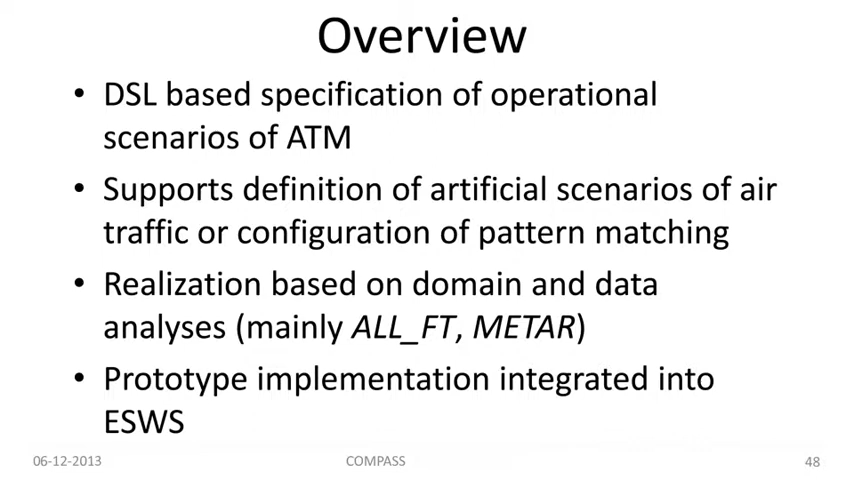 Overview
• DSL based specification of operational
scenarios of ATM
• Supports definition of artificial scenarios of air
traffic or configuration of pattern matching
• Realization based on domain and data
analyses (mainly ALL_FT, METAR)
• Prototype implementation integrated into
ESWS
06-12-2013 COMPASS 48